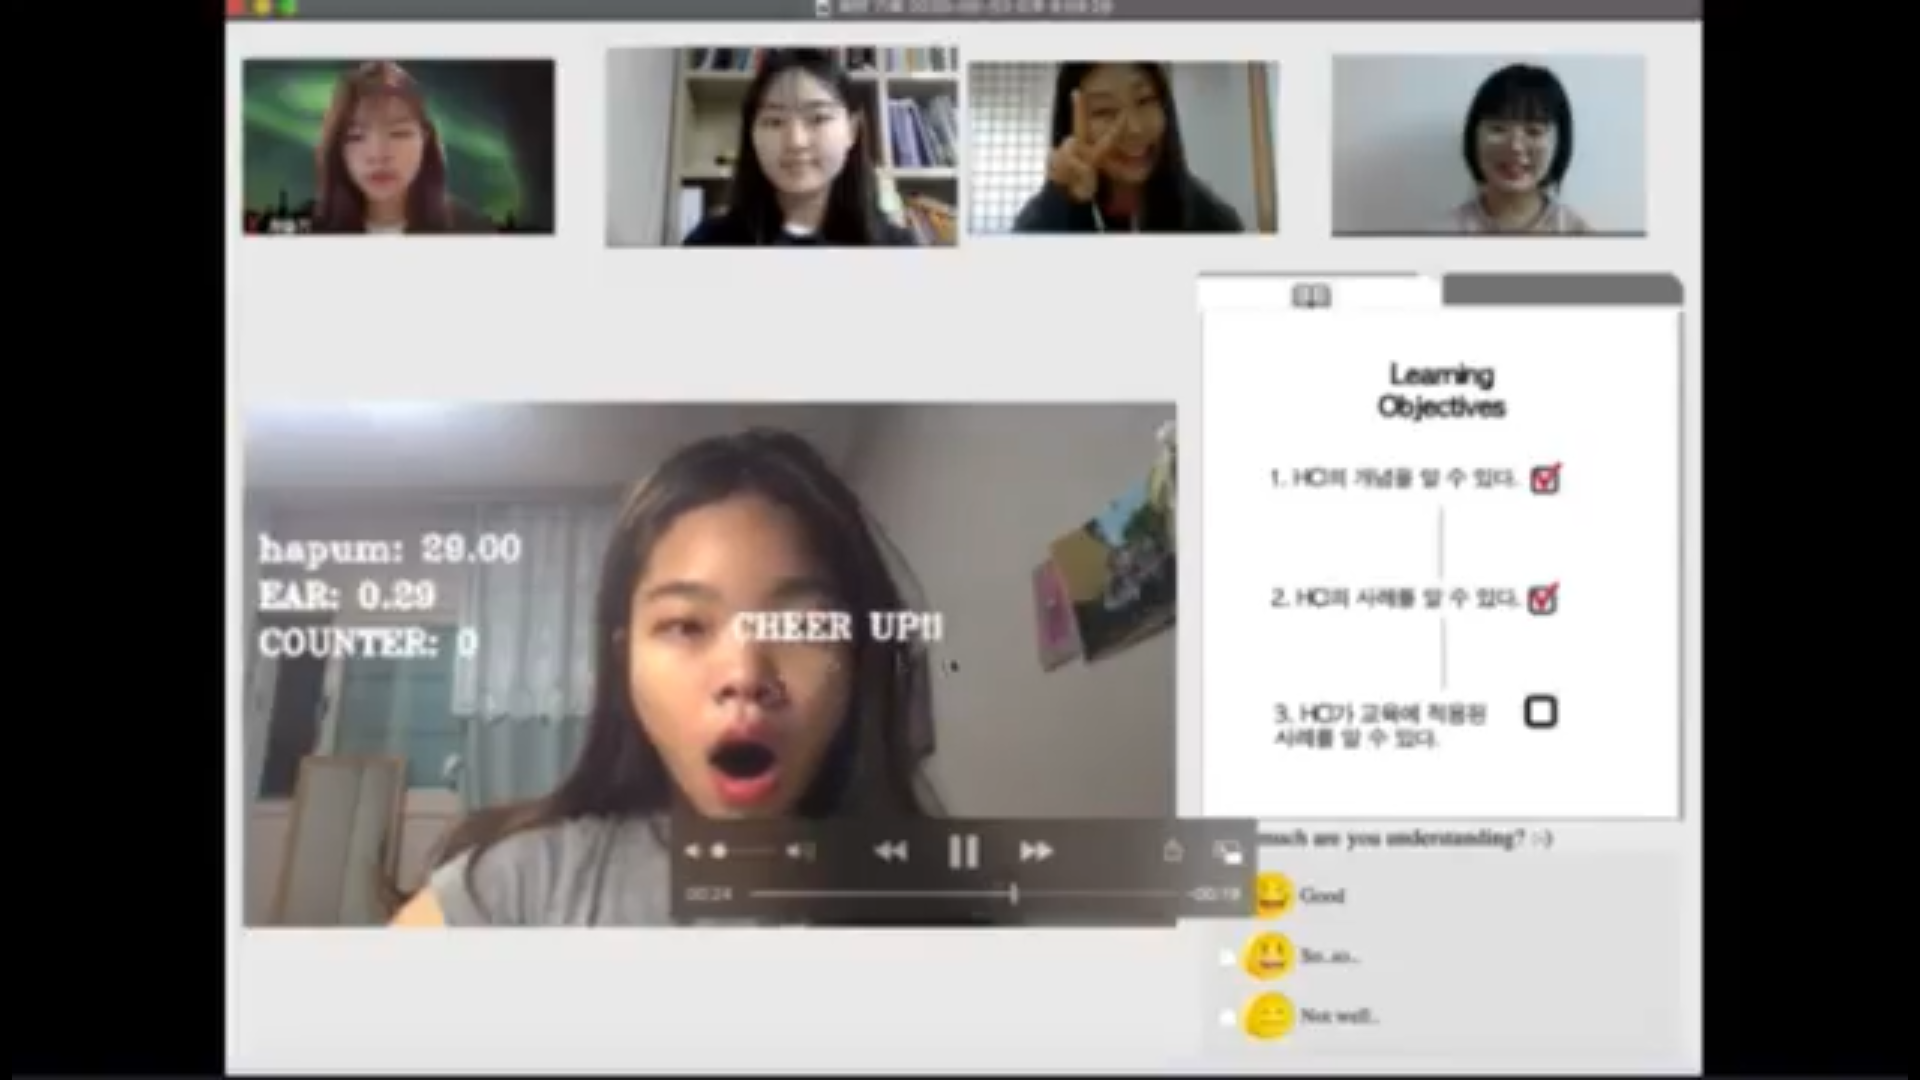 Learning
Objectives
1. HCI의 개념을 알 수 있다.
hapum: 29.00
EAR: 0.29
COUNTER: 0
CHEER UP!!
2. HCI의 사례를 알 수 있다.
3. HCI가 교육에 적용된
사례를 알 수 있다.
much are you understanding? :-)
00:24
-00:19
Good
So..so..
Not well..